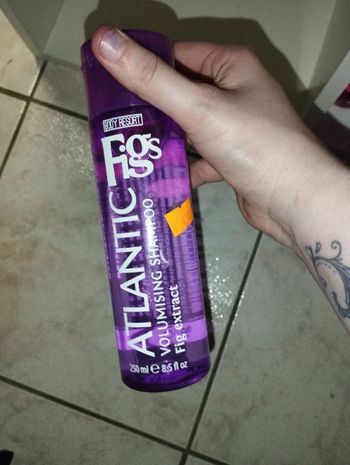 BODY RESORT
Figs
ATLANTIC
VOLUMISING SHAMPOO
Fig extract
250 ml e 8.5 fl oz